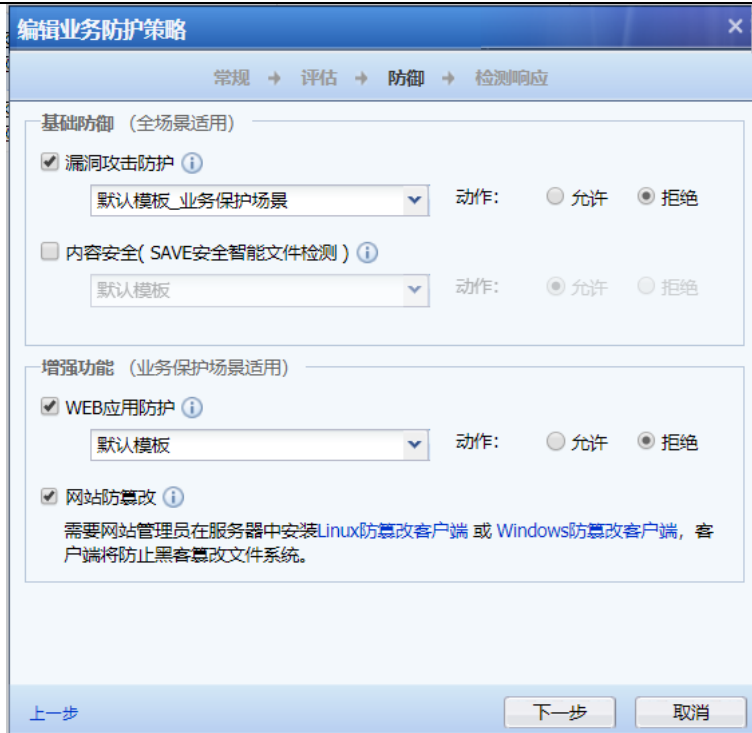 编辑业务防护策略
常规 → 评估 → 防御 → 检测响应
基础防御 （全场景适用）
漏洞攻击防护
默认模板_业务保护场景 动作： 允许 拒绝
内容安全( SAVE安全智能文件检测 )
默认模板 动作： 允许 拒绝
增强功能 （业务保护场景适用）
WEB应用防护
默认模板 动作： 允许 拒绝
网站防篡改
需要网站管理员在服务器中安装Linux防篡改客户端 或 Windows防篡改客户端，客
户端将防止黑客篡改文件系统。
上一步 下一步 取消